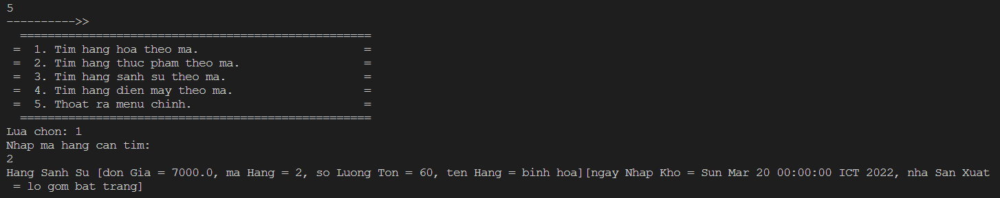 5
---------->>
  ===================================================
 =  1. Tim hang hoa theo ma.                        =
 =  2. Tim hang thuc pham theo ma.                  =
 =  3. Tim hang sanh su theo ma.                    =
 =  4. Tim hang dien may theo ma.                   =
 =  5. Thoat ra menu chinh.                         =
  ===================================================
Lua chon: 1
Nhap ma hang can tim:
2
Hang Sanh Su [don Gia = 7000.0, ma Hang = 2, so Luong Ton = 60, ten Hang = binh hoa][ngay Nhap Kho = Sun Mar 20 00:00:00 ICT 2022, nha San Xuat
 = lo gom bat trang]